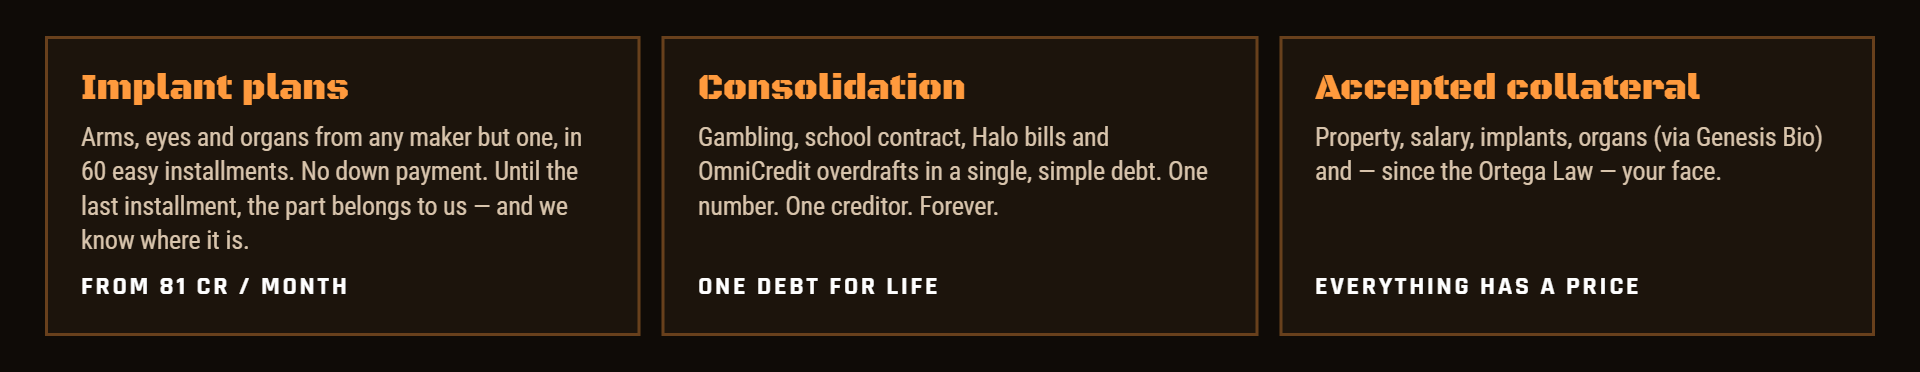 Implant plans
Arms, eyes and organs from any maker but one, in
60 easy installments. No down payment. Until the
last installment, the part belongs to us — and we
know where it is.
FROM 81 CR / MONTH
Consolidation
Gambling, school contract, Halo bills and
OmniCredit overdrafts in a single, simple debt. One
number. One creditor. Forever.
ONE DEBT FOR LIFE
Accepted collateral
Property, salary, implants, organs (via Genesis Bio)
and — since the Ortega Law — your face.
EVERYTHING HAS A PRICE